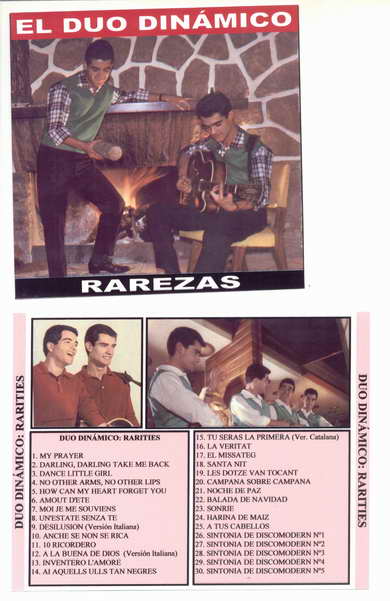 EL DUO DINÁMICO
RAREZAS
DUO DINÁMICO: RARITIES
DUO DINÁMICO: RARITIES
1. MY PRAYER
2. DARLING, DARLING TAKE ME BACK
3. DANCE LITTLE GIRL
4. NO OTHER ARMS, NO OTHER LIPS
5. HOW CAN MY HEART FORGET YOU
6. AMOUT D'ETE
7. MOI JE ME SOUVIENS
8. UN'ESTATE SENZA TE
9. DESILUSION (Versión Italiana)
10. ANCHE SE NON SE RICA
11. 10 RICORDERO
12. A LA BUENA DE DIOS (Versión Italiana)
13. INVENTERO L'AMORE
14. AI AQUELLS ULLS TAN NEGRES
15. TU SERAS LA PRIMERA (Ver. Catalana)
16. LA VERITAT
17. EL MISSATEG
18. SANTA NIT
19. LES DOTZE VAN TOCANT
20. CAMPANA SOBRE CAMPANA
21. NOCHE DE PAZ
22. BALADA DE NAVIDAD
23. SONRIE
24. HARINA DE MAIZ
25. A TUS CABELLOS
26. SINTONIA DE DISCOMODERN Nº1
27. SINTONIA DE DISCOMODERN Nº2
28. SINTONIA DE DISCOMODERN Nº3
29. SINTONIA DE DISCOMODERN Nº4
30. SINTONIA DE DISCOMODERN Nº5
DUO DINÁMICO: RARITIES